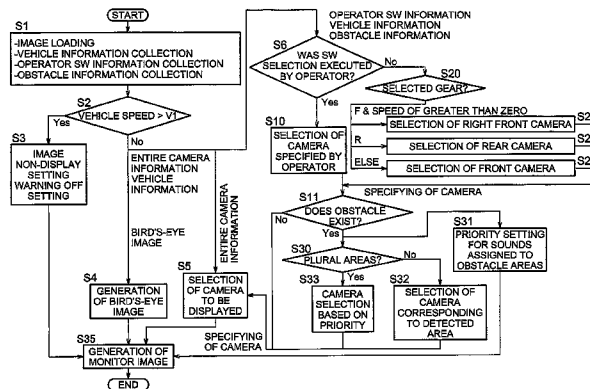 START
S1
-IMAGE LOADING
-VEHICLE INFORMATION COLLECTION
-OPERATOR SW INFORMATION COLLECTION
-OBSTACLE INFORMATION COLLECTION
S2
VEHICLE SPEED > V1
Yes
No
S3
IMAGE
NON-DISPLAY
SETTING
WARNING OFF
SETTING
ENTIRE CAMERA
INFORMATION
VEHICLE
INFORMATION
BIRD'S-EYE
IMAGE
ENTIRE CAMERA
INFORMATION
S4
GENERATION
OF BIRD'S-EYE
IMAGE
S5
SELECTION
OF CAMERA
TO BE
DISPLAYED
S35
GENERATION OF
MONITOR IMAGE
END
SPECIFYING
OF CAMERA
OPERATOR SW INFORMATION
VEHICLE INFORMATION
OBSTACLE INFORMATION
S6
WAS SW
SELECTION EXECUTED
BY OPERATOR?
No
Yes
S20
SELECTED GEAR?
F & SPEED OF GREATER THAN ZERO
SELECTION OF RIGHT FRONT CAMERA
R
SELECTION OF REAR CAMERA
ELSE
SELECTION OF FRONT CAMERA
S10
SELECTION OF
CAMERA
SPECIFIED BY
OPERATOR
SPECIFYING OF CAMERA
S11
DOES OBSTACLE
EXIST?
No
Yes
S31
PRIORITY SETTING
FOR SOUNDS
ASSIGNED TO
OBSTACLE AREAS
S30
PLURAL AREAS?
No
Yes
S33
CAMERA
SELECTION
BASED ON
PRIORITY
S32
SELECTION OF
CAMERA
CORRESPONDING
TO DETECTED
AREA